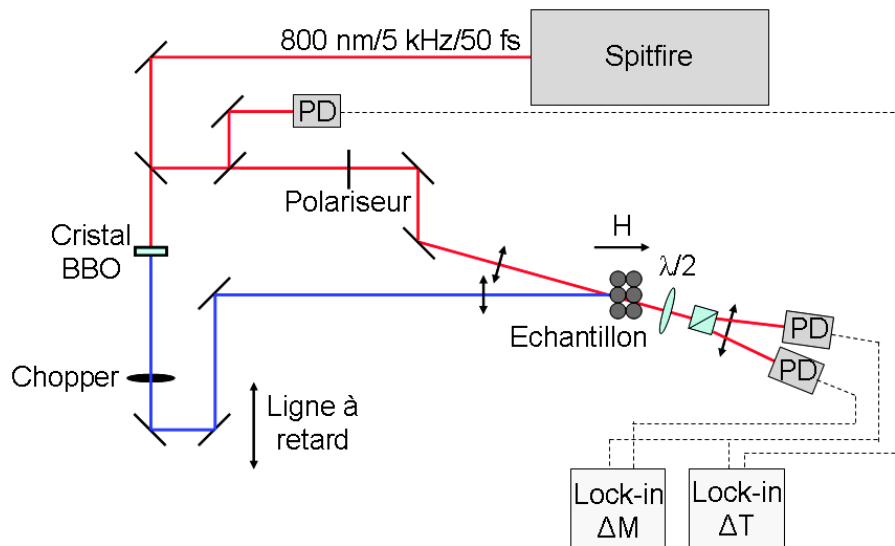 800 nm/5 kHz/50 fs
Spitfire
PD
Polariseur
Cristal
BBO
H
λ/2
Echantillon
PD
PD
Chopper
Ligne à
retard
Lock-in
ΔM
Lock-in
ΔT